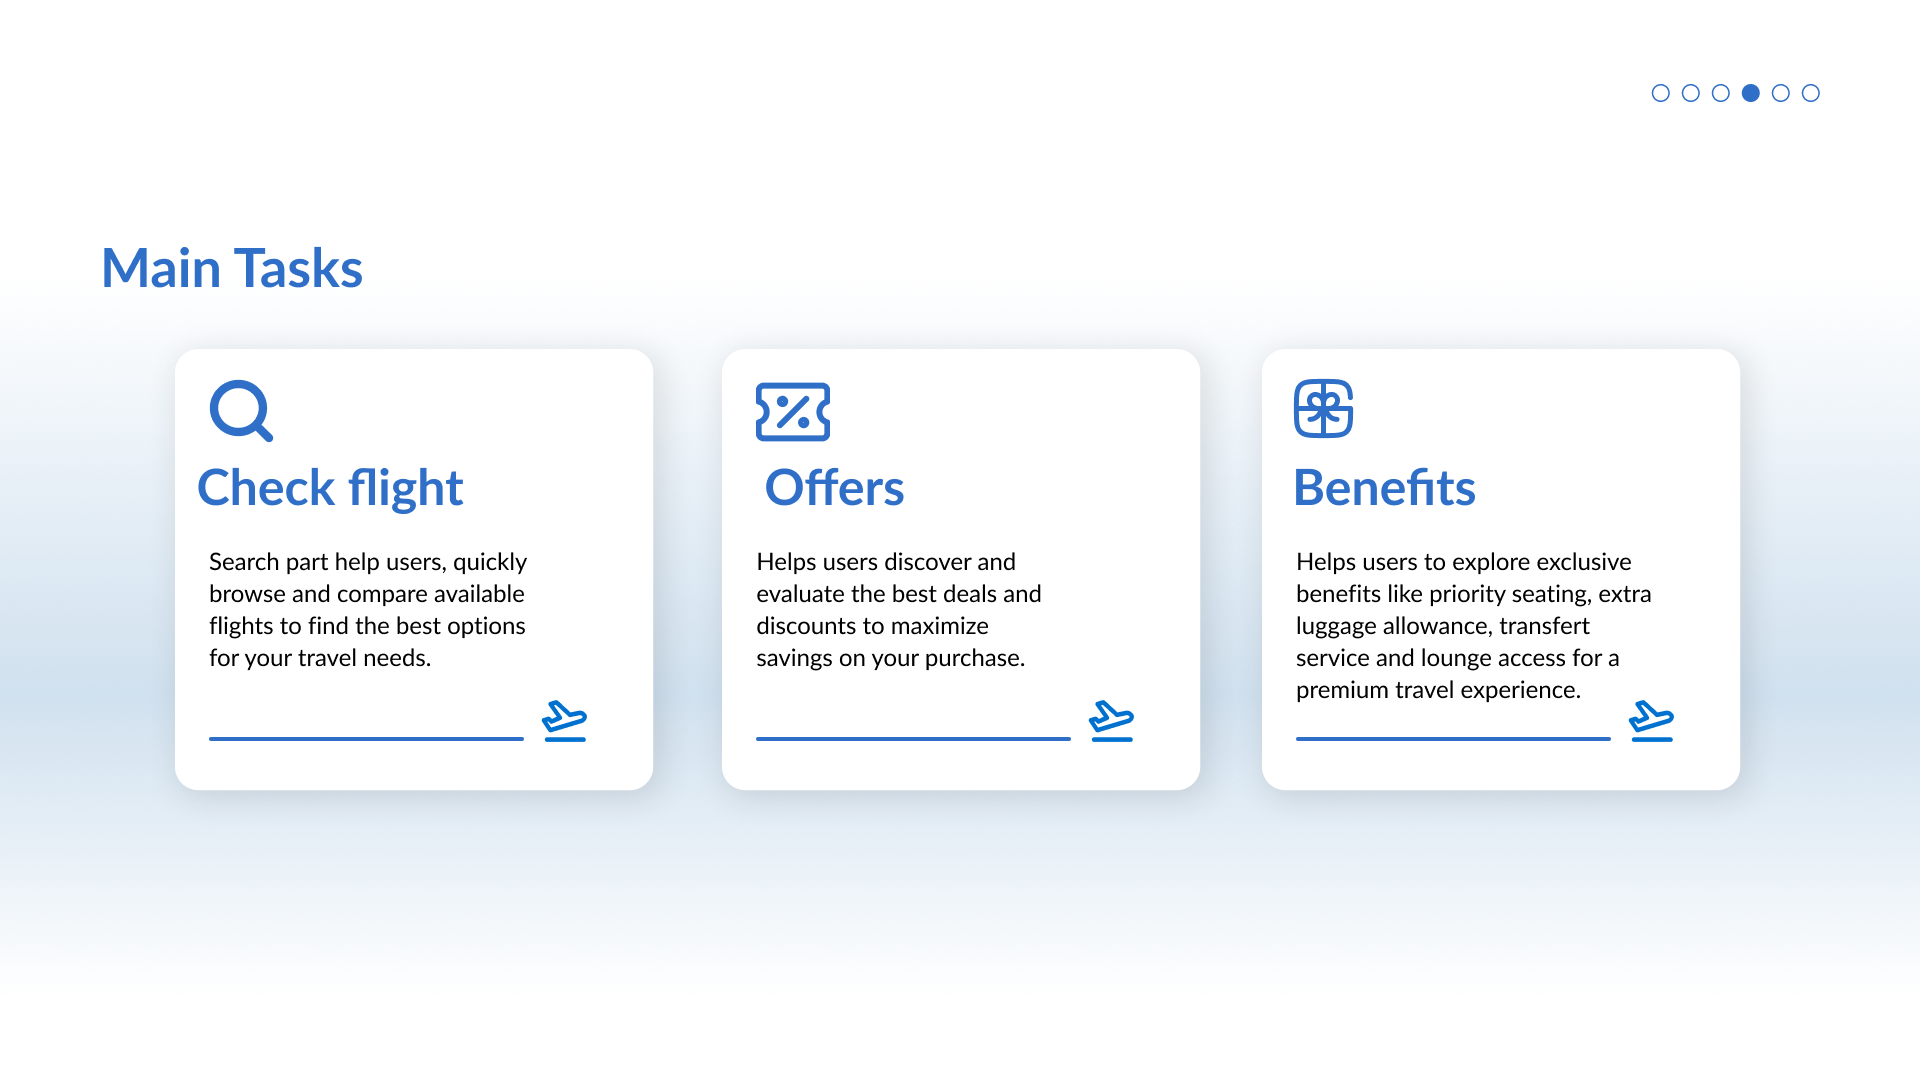 Main Tasks
Check flight
Search part help users, quickly
browse and compare available
flights to find the best options
for your travel needs.
Offers
Helps users discover and
evaluate the best deals and
discounts to maximize
savings on your purchase.
Benefits
Helps users to explore exclusive
benefits like priority seating, extra
luggage allowance, transfert
service and lounge access for a
premium travel experience.